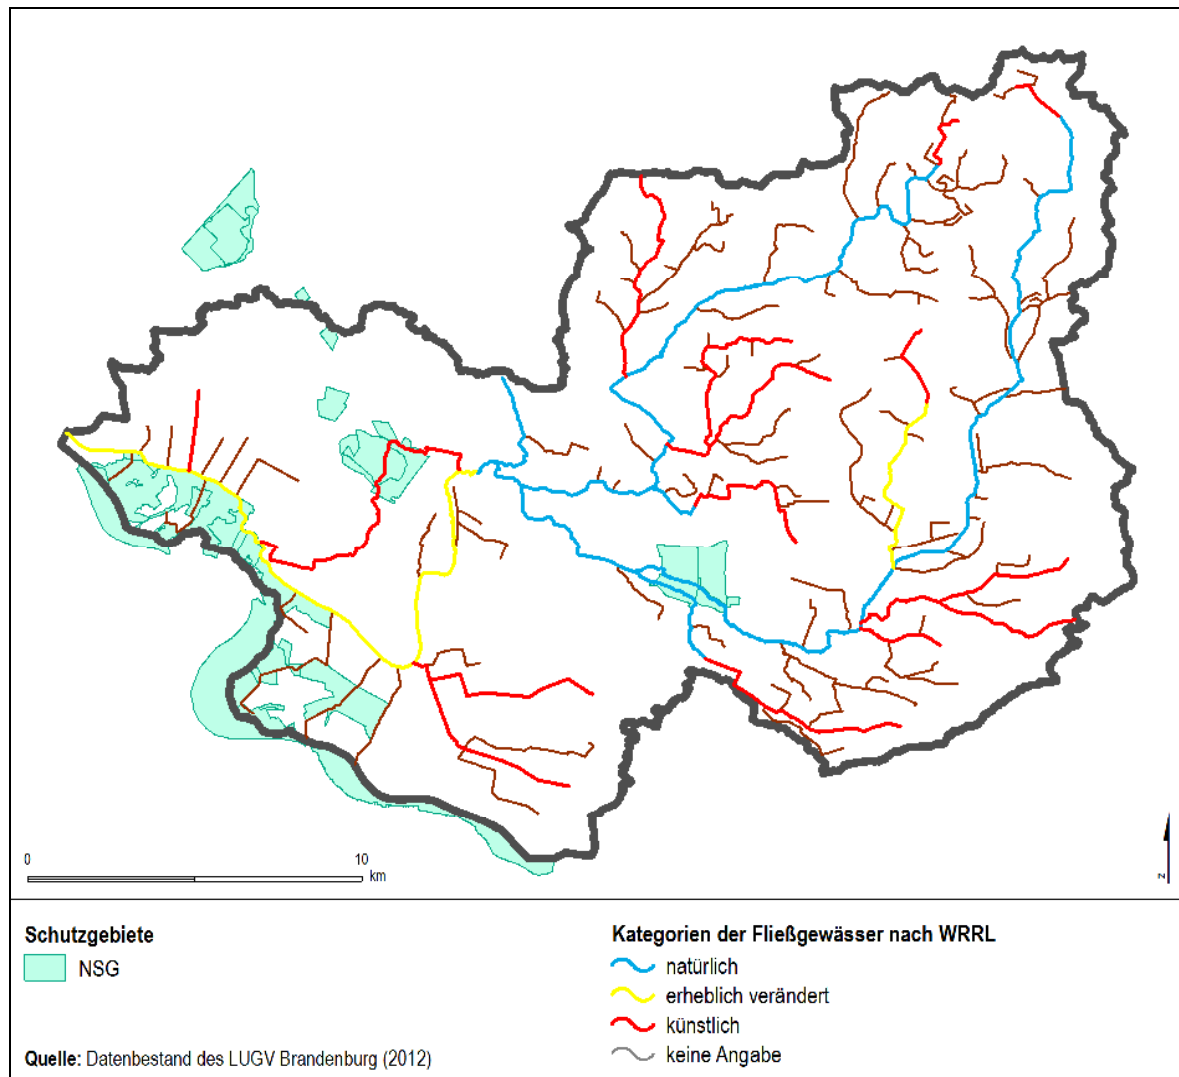 0 10
km
N
Schutzgebiete
NSG
Quelle: Datenbestand des LUGV Brandenburg (2012)
Kategorien der Fließgewässer nach WRRL
natürlich
erheblich verändert
künstlich
keine Angabe